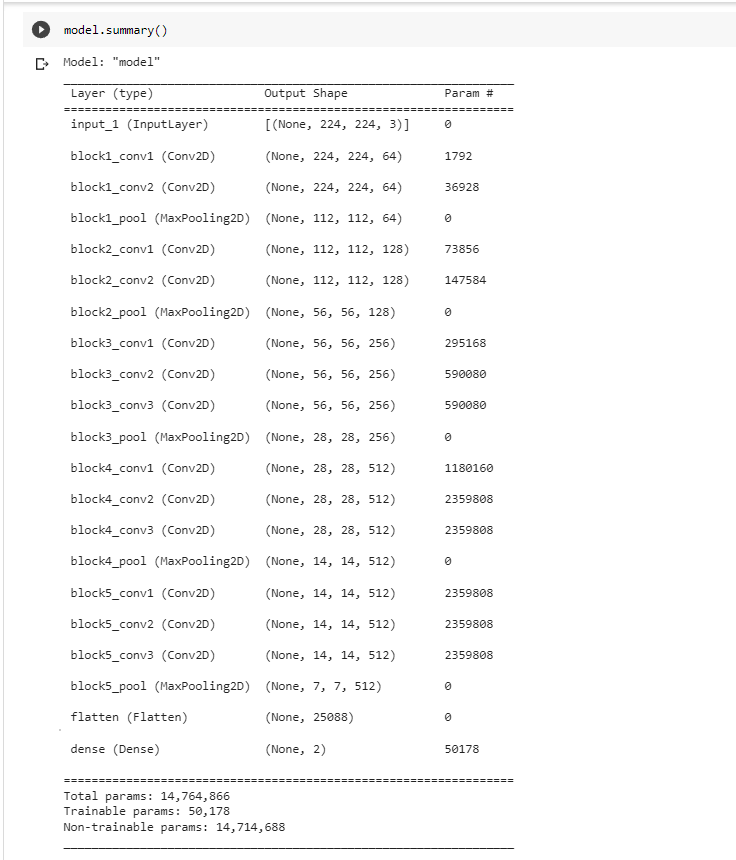 model.summary()
Model: "model"
_________________________________________________________________
Layer (type) Output Shape Param #
=================================================================
input_1 (InputLayer) [(None, 224, 224, 3)] 0
block1_conv1 (Conv2D) (None, 224, 224, 64) 1792
block1_conv2 (Conv2D) (None, 224, 224, 64) 36928
block1_pool (MaxPooling2D) (None, 112, 112, 64) 0
block2_conv1 (Conv2D) (None, 112, 112, 128) 73856
block2_conv2 (Conv2D) (None, 112, 112, 128) 147584
block2_pool (MaxPooling2D) (None, 56, 56, 128) 0
block3_conv1 (Conv2D) (None, 56, 56, 256) 295168
block3_conv2 (Conv2D) (None, 56, 56, 256) 590080
block3_conv3 (Conv2D) (None, 56, 56, 256) 590080
block3_pool (MaxPooling2D) (None, 28, 28, 256) 0
block4_conv1 (Conv2D) (None, 28, 28, 512) 1180160
block4_conv2 (Conv2D) (None, 28, 28, 512) 2359808
block4_conv3 (Conv2D) (None, 28, 28, 512) 2359808
block4_pool (MaxPooling2D) (None, 14, 14, 512) 0
block5_conv1 (Conv2D) (None, 14, 14, 512) 2359808
block5_conv2 (Conv2D) (None, 14, 14, 512) 2359808
block5_conv3 (Conv2D) (None, 14, 14, 512) 2359808
block5_pool (MaxPooling2D) (None, 7, 7, 512) 0
flatten (Flatten) (None, 25088) 0
dense (Dense) (None, 2) 50178
=================================================================
Total params: 14,764,866
Trainable params: 50,178
Non-trainable params: 14,714,688
_________________________________________________________________